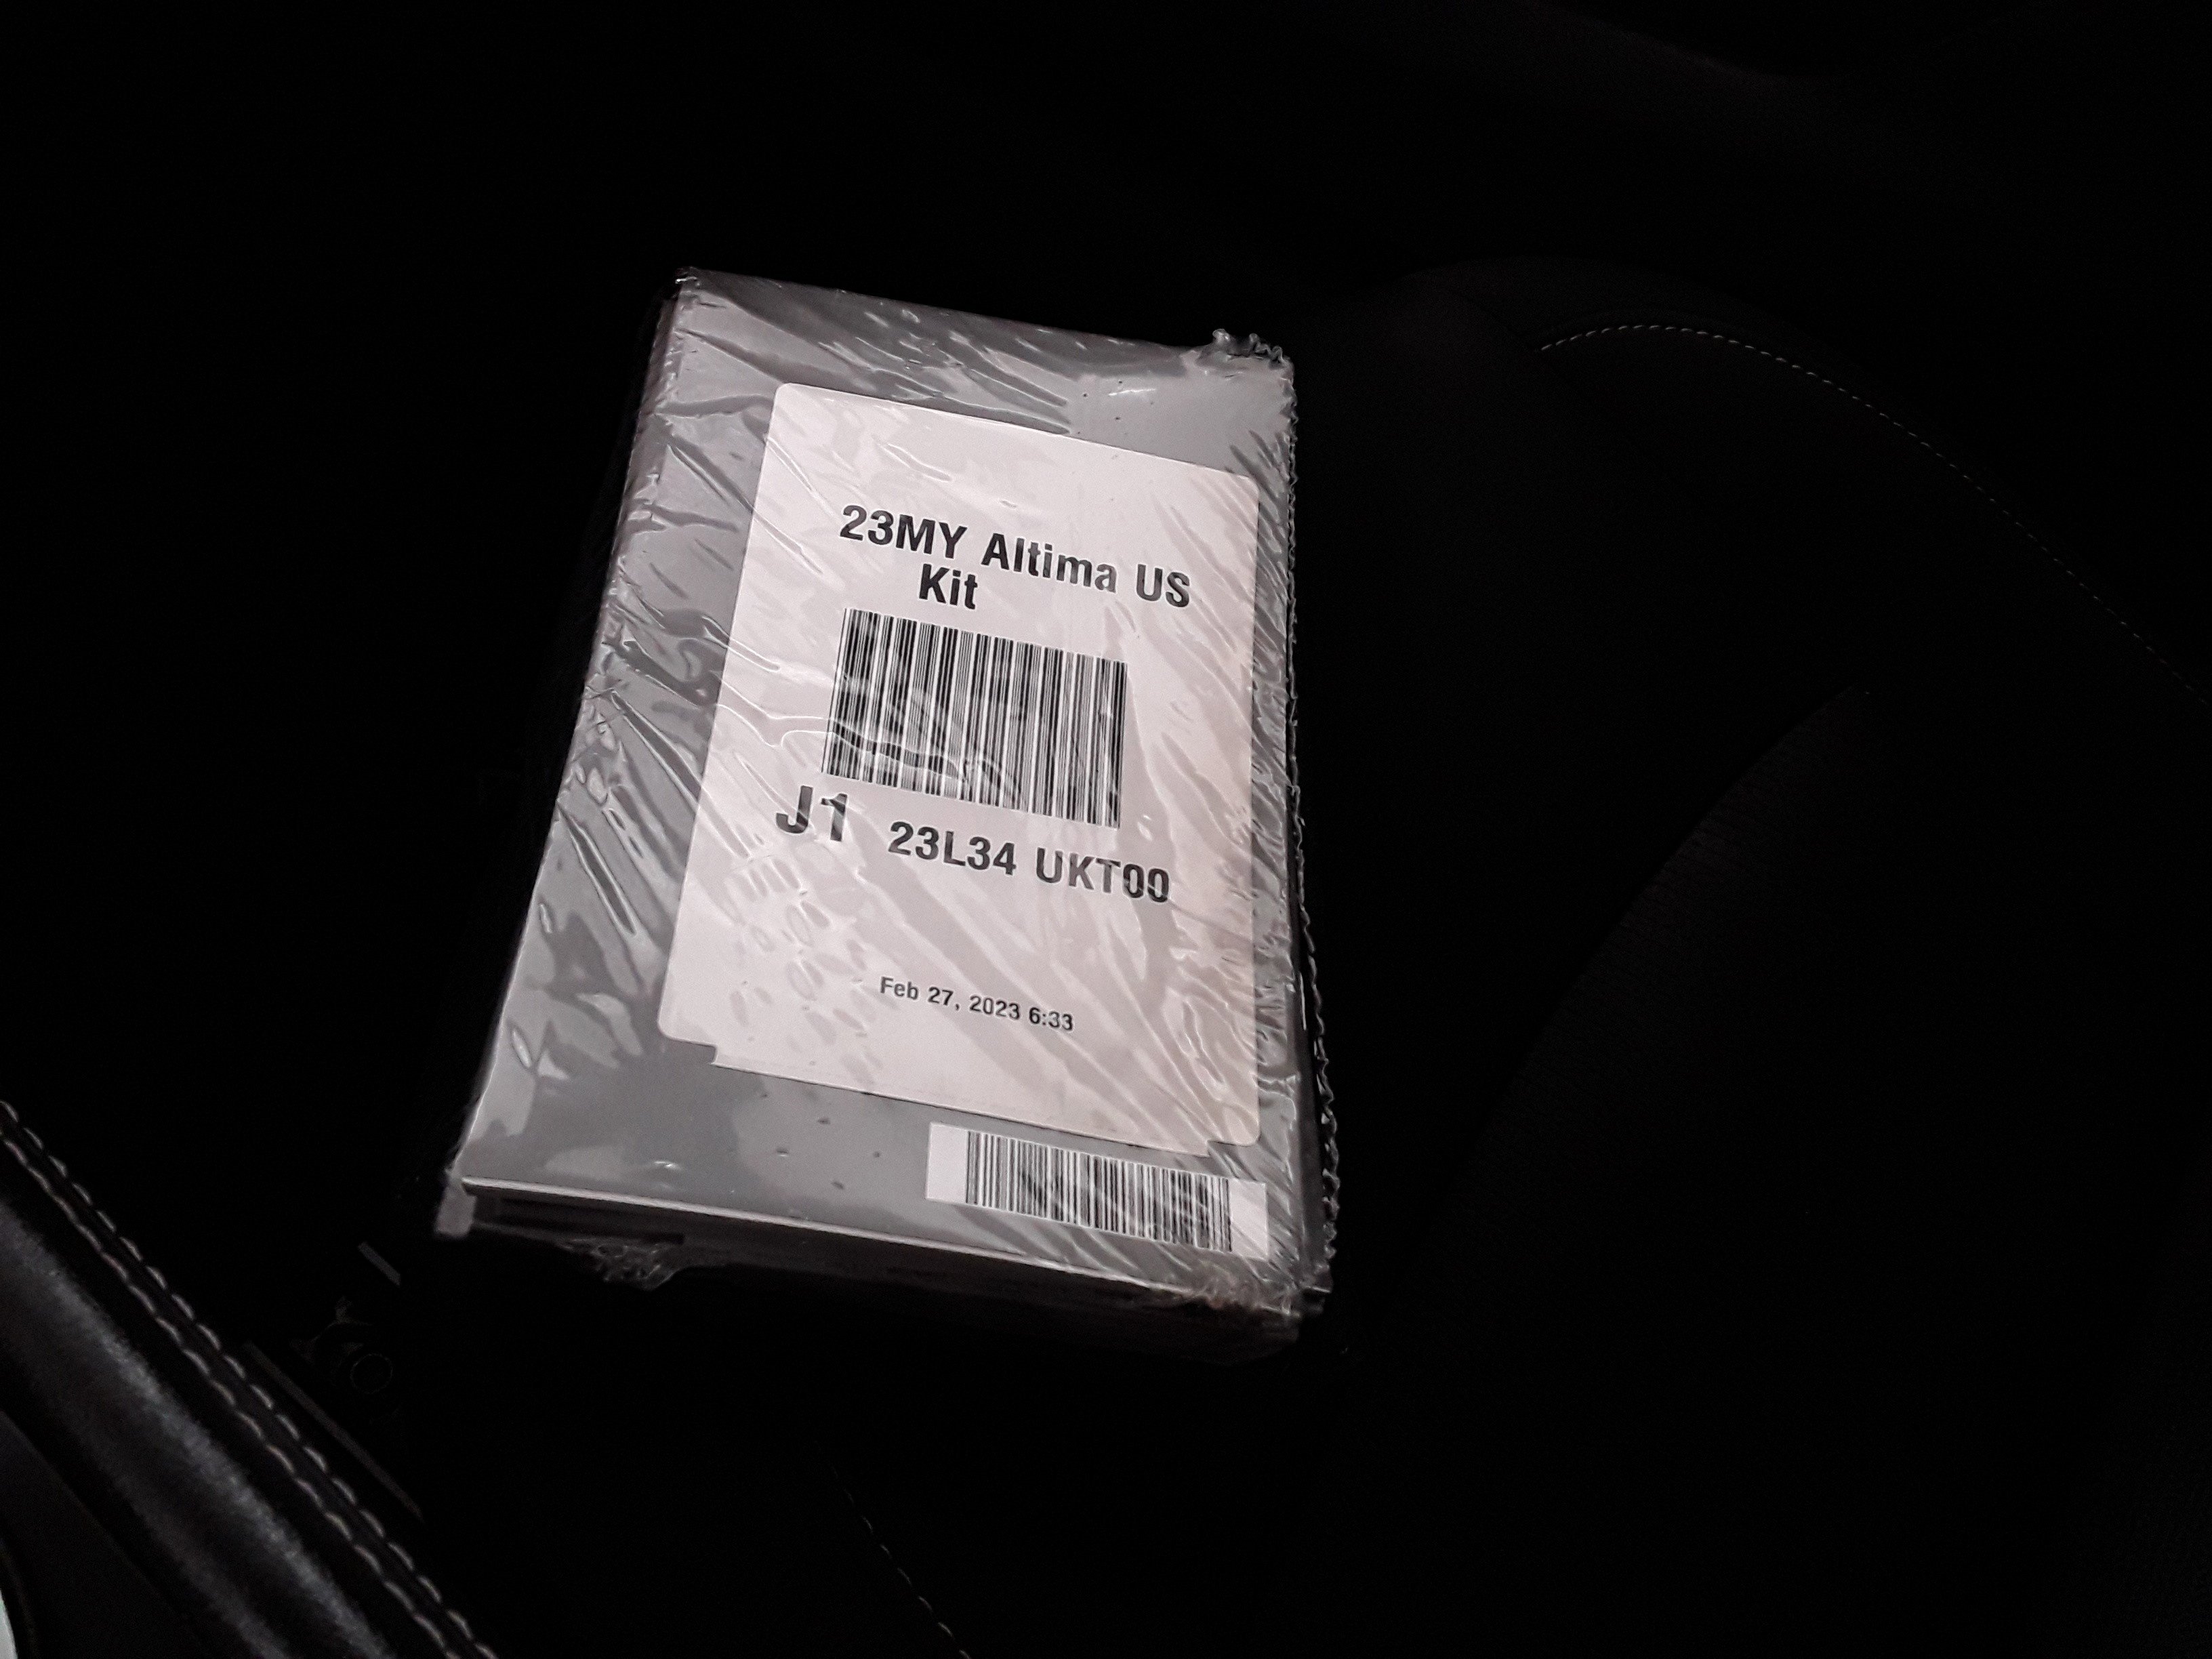 23MY Altima US
Kit
J1 23L34 UKT00
Feb 27, 2023 6:33